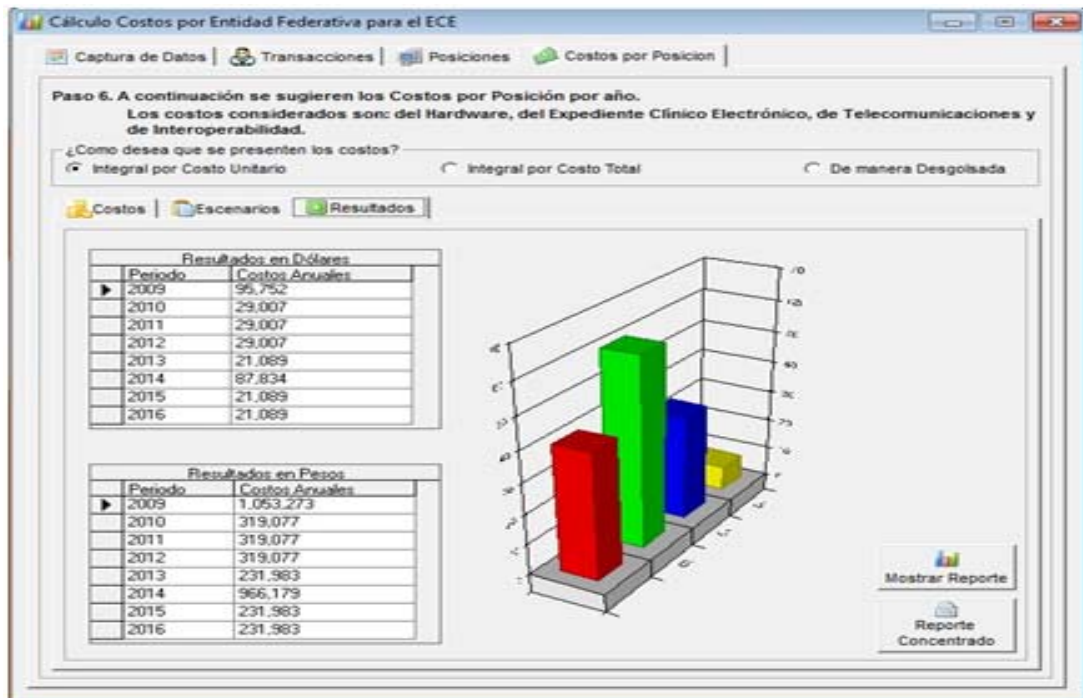 Cálculo Costos por Entidad Federativa para el ECE
Captura de Datos Transacciones Posiciones Costos por Posicion
Paso 6. A continuación se sugieren los Costos por Posición por año.
Los costos considerados son: del Hardware, del Expediente Clínico Electrónico, de Telecomunicaciones y
de Interoperabilidad.
¿Como desea que se presenten los costos?
Integral por Costo Unitario Integral por Costo Total De manera Desgolsada
Costos Escenarios Resultados
Resultados en Dólares
Periodo Costos Anuales
2009 95,752
2010 29,007
2011 29,007
2012 29,007
2013 21,089
2014 87,834
2015 21,089
2016 21,089
Resultados en Pesos
Periodo Costos Anuales
2009 1,053,273
2010 319,077
2011 319,077
2012 319,077
2013 231,983
2014 966,179
2015 231,983
2016 231,983
Mostrar Reporte
Reporte
Concentrado